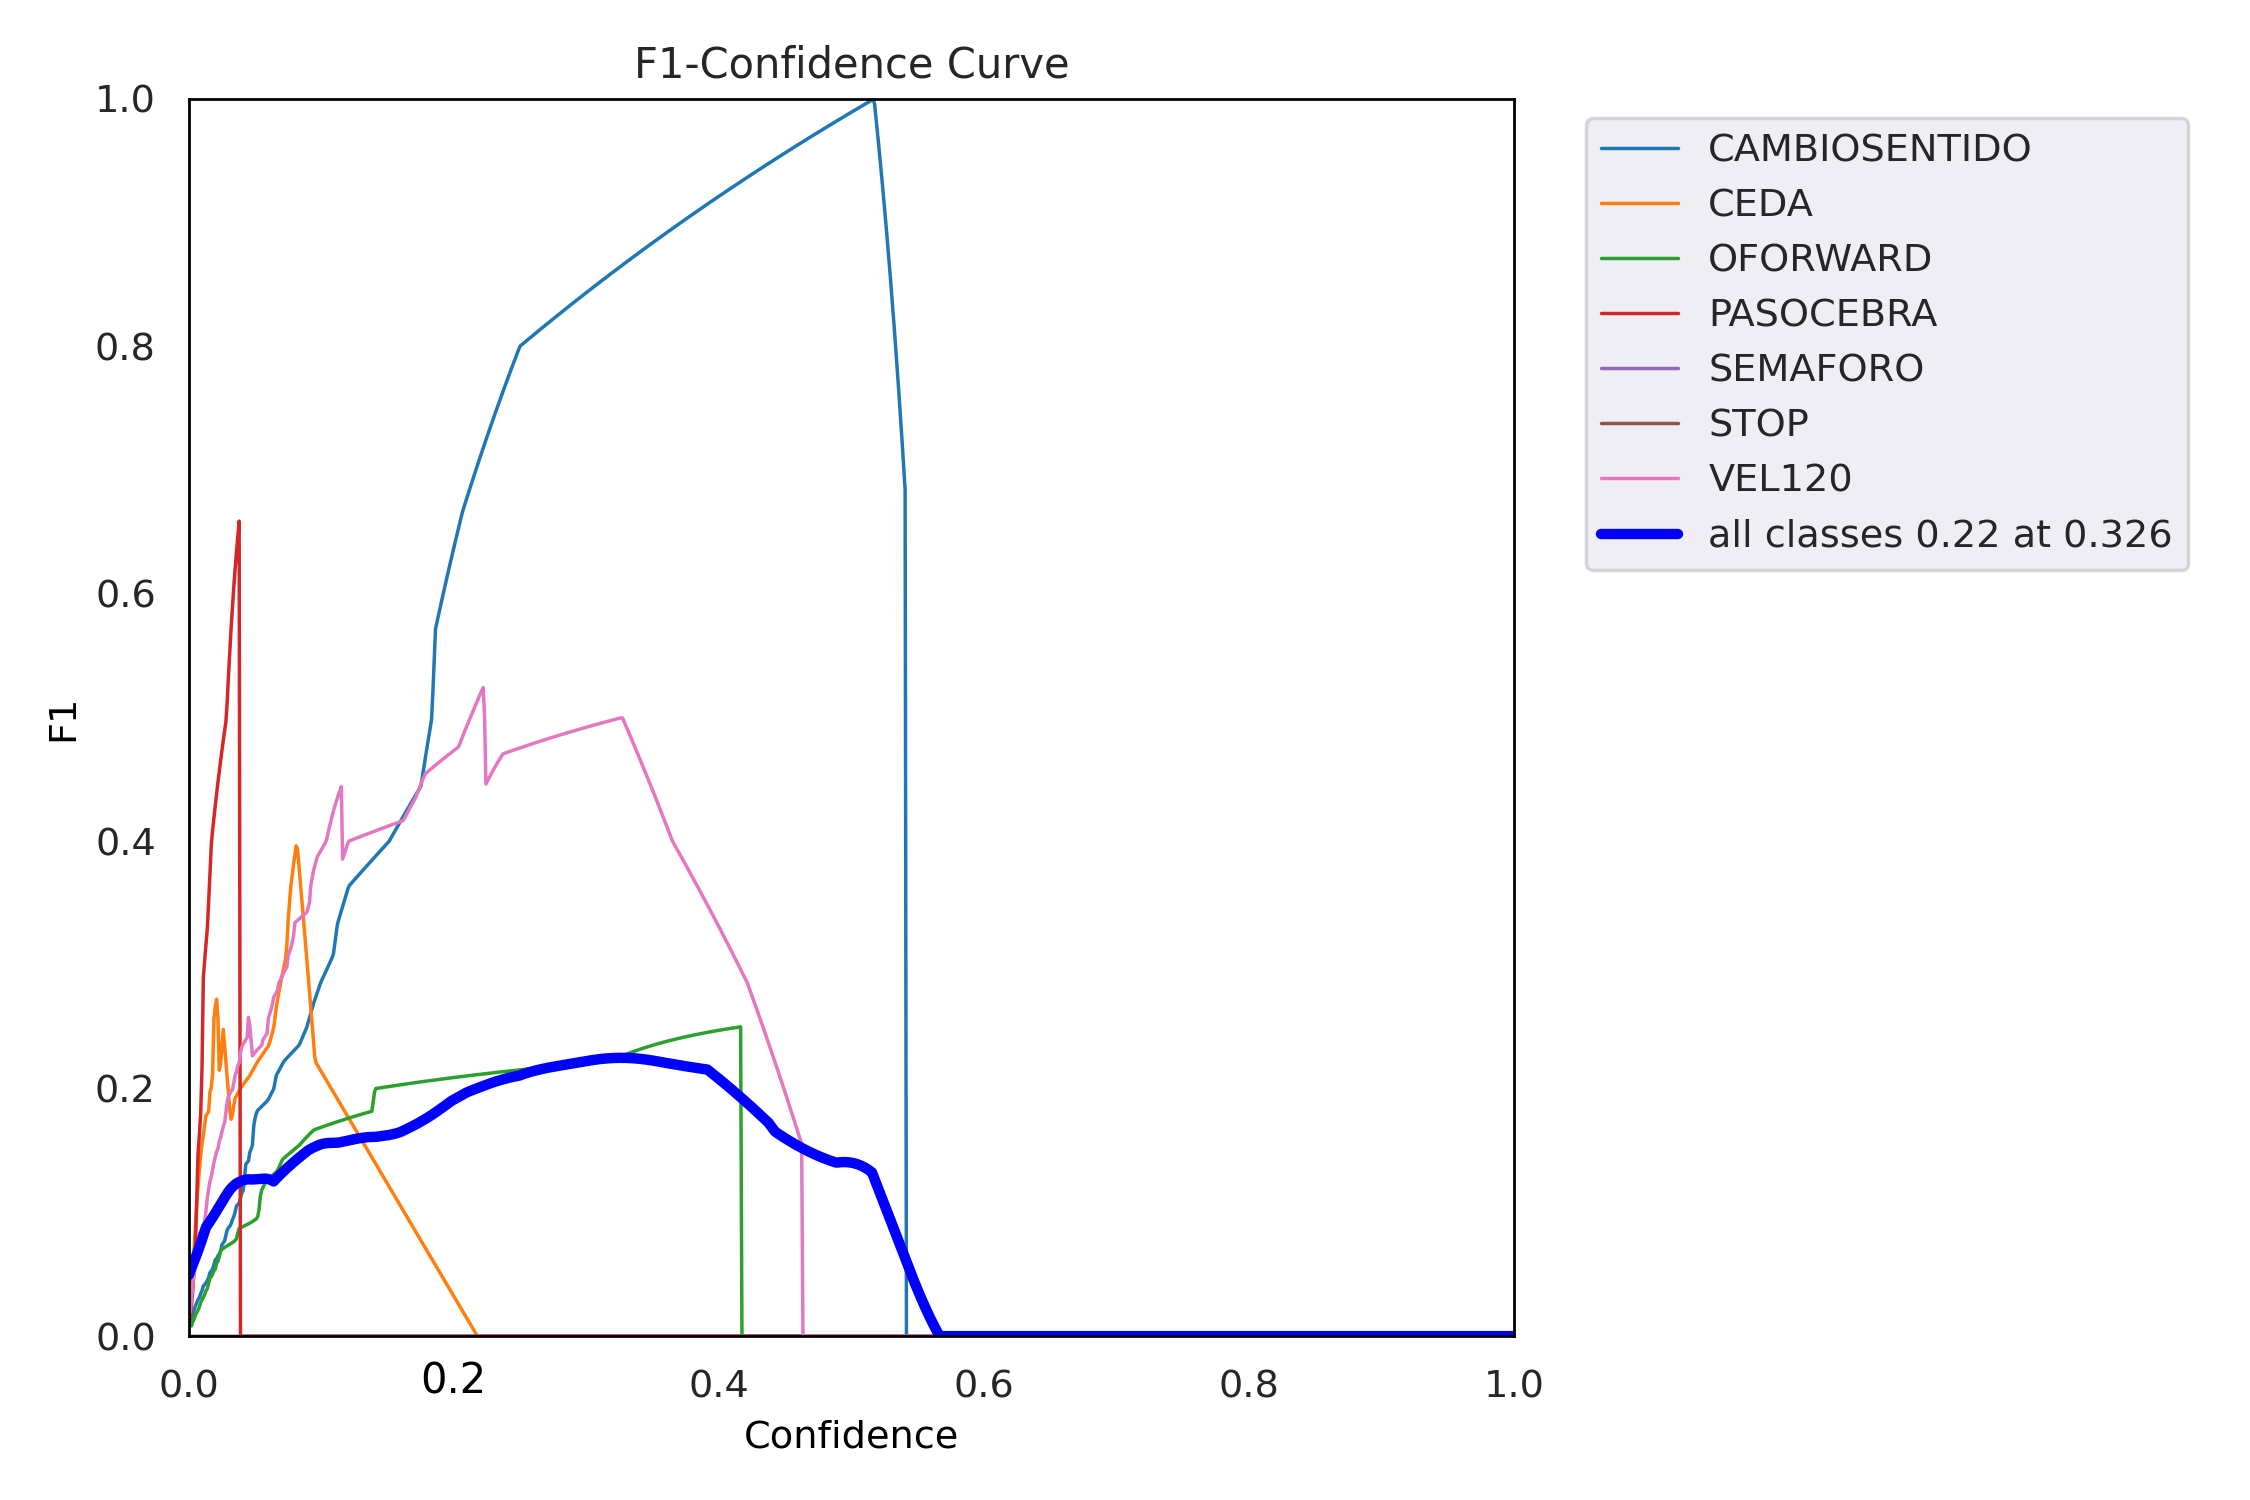 F1-Confidence Curve
1.0
0.8
0.6
0.4
0.2
0.0
F1
0.0 0.2 0.4 0.6 0.8 1.0
Confidence
CAMBIOSENTIDO
CEDA
OFORWARD
PASOCEBRA
SEMAFORO
STOP
VEL120
all classes 0.22 at 0.326